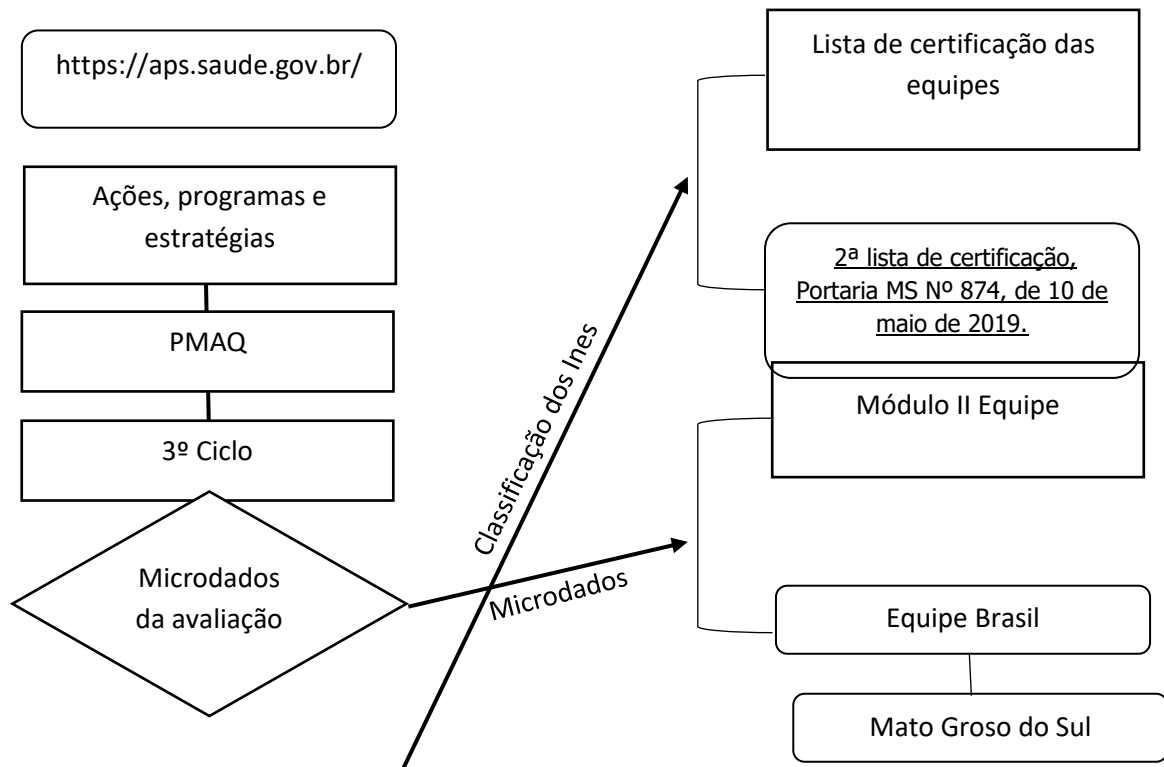 https://aps.saude.gov.br/
Ações, programas e
estratégias
PMAQ
3º Ciclo
Microdados
da avaliação
Classificação dos Ines
Microdados
Lista de certificação das
equipes
2ª lista de certificação,
Portaria MS Nº 874, de 10 de
maio de 2019.
Módulo II Equipe
Equipe Brasil
Mato Groso do Sul